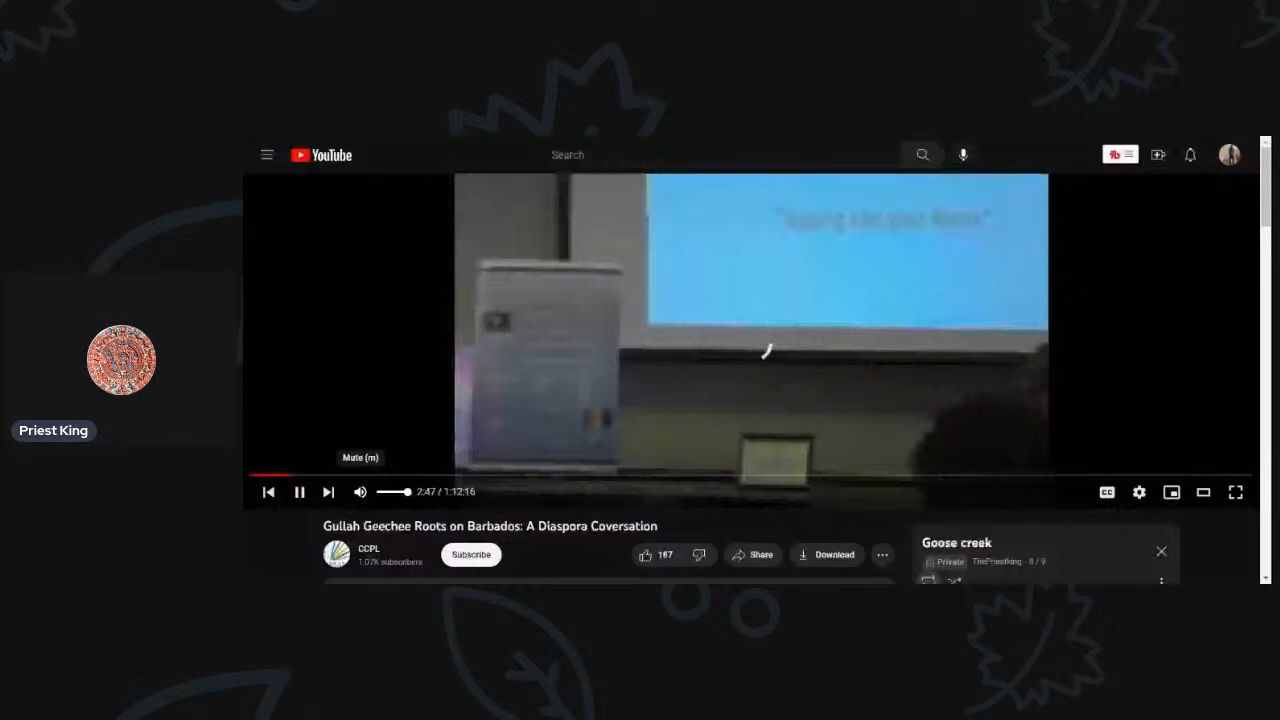 YouTube
Search
Mute (m)
2:47 / 1:12:16
CC
Gullah Geechee Roots on Barbados: A Diaspora Coversation
CCPL
1.07K subscribers
Subscribe
167
Share
Download
Goose creek
Private
ThePriestking - 8 / 9
Priest King